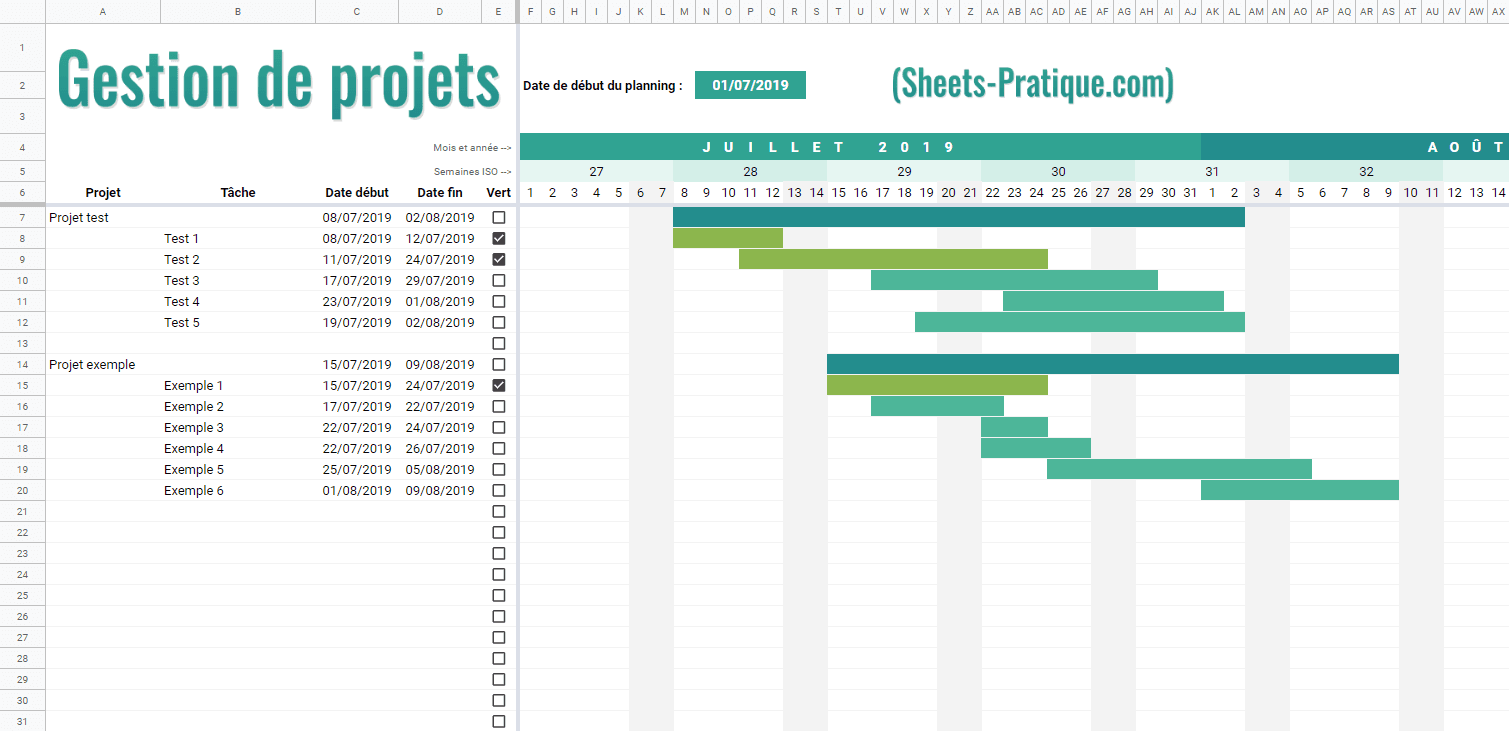 A B C D E F G H I J K L M N O P Q R S T U V W X Y Z AA AB AC AD AE AF AG AH AI AJ AK AL AM AN AO AP AQ AR AS AT AU AV AW AX
1
Gestion de projets
2 Date de début du planning : 01/07/2019 (Sheets-Pratique.com)
3
4 Mois et année --> JUILLET 2019 AOÛT
5 Semaines ISO --> 27 28 29 30 31 32
6 Projet Tâche Date début Date fin Vert 1 2 3 4 5 6 7 8 9 10 11 12 13 14 15 16 17 18 19 20 21 22 23 24 25 26 27 28 29 30 31 1 2 3 4 5 6 7 8 9 10 11 12 13 14
7 Projet test 08/07/2019 02/08/2019
8 Test 1 08/07/2019 12/07/2019
9 Test 2 11/07/2019 24/07/2019
10 Test 3 17/07/2019 29/07/2019
11 Test 4 23/07/2019 01/08/2019
12 Test 5 19/07/2019 02/08/2019
13
14 Projet exemple 15/07/2019 09/08/2019
15 Exemple 1 15/07/2019 24/07/2019
16 Exemple 2 17/07/2019 22/07/2019
17 Exemple 3 22/07/2019 24/07/2019
18 Exemple 4 22/07/2019 26/07/2019
19 Exemple 5 25/07/2019 05/08/2019
20 Exemple 6 01/08/2019 09/08/2019
21
22
23
24
25
26
27
28
29
30
31